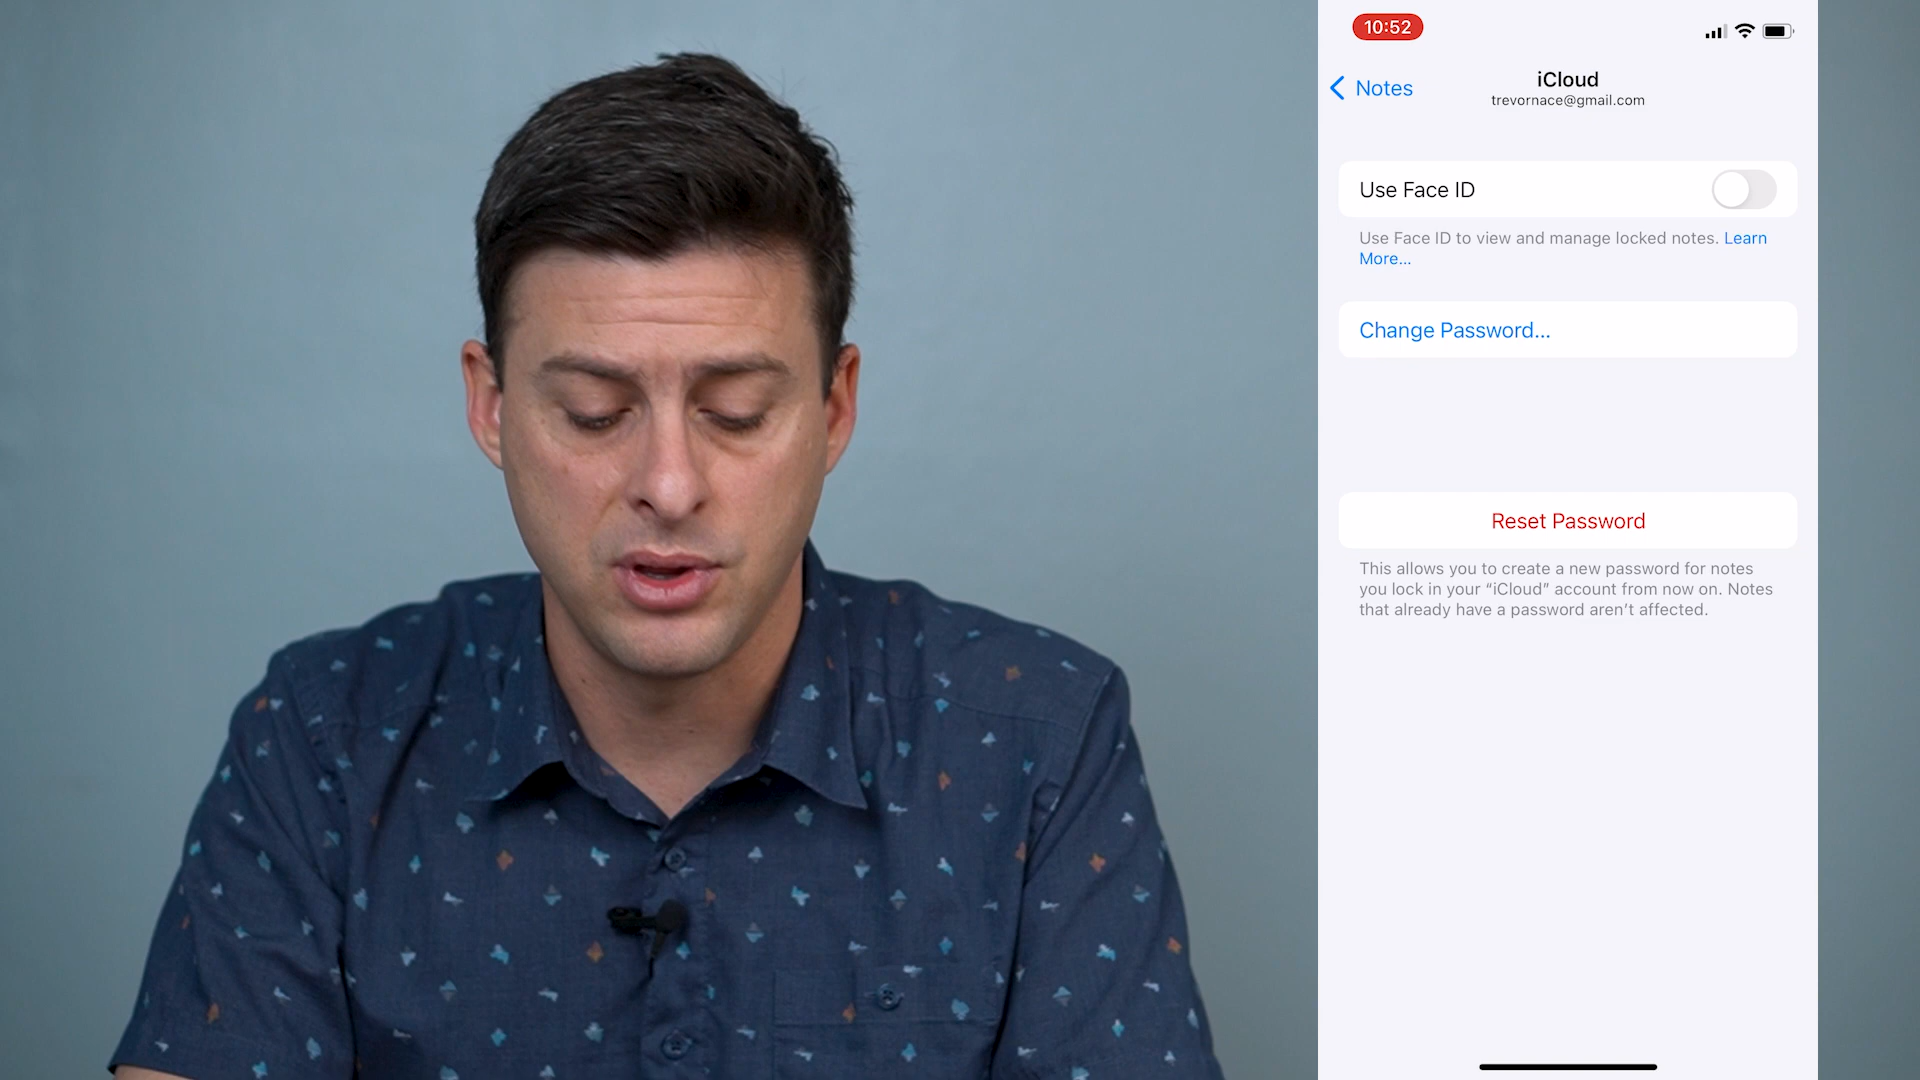 10:52
Notes
iCloud
trevornace@gmail.com
Use Face ID
Use Face ID to view and manage locked notes. Learn
More...
Change Password...
Reset Password
This allows you to create a new password for notes
you lock in your “iCloud” account from now on. Notes
that already have a password aren’t affected.